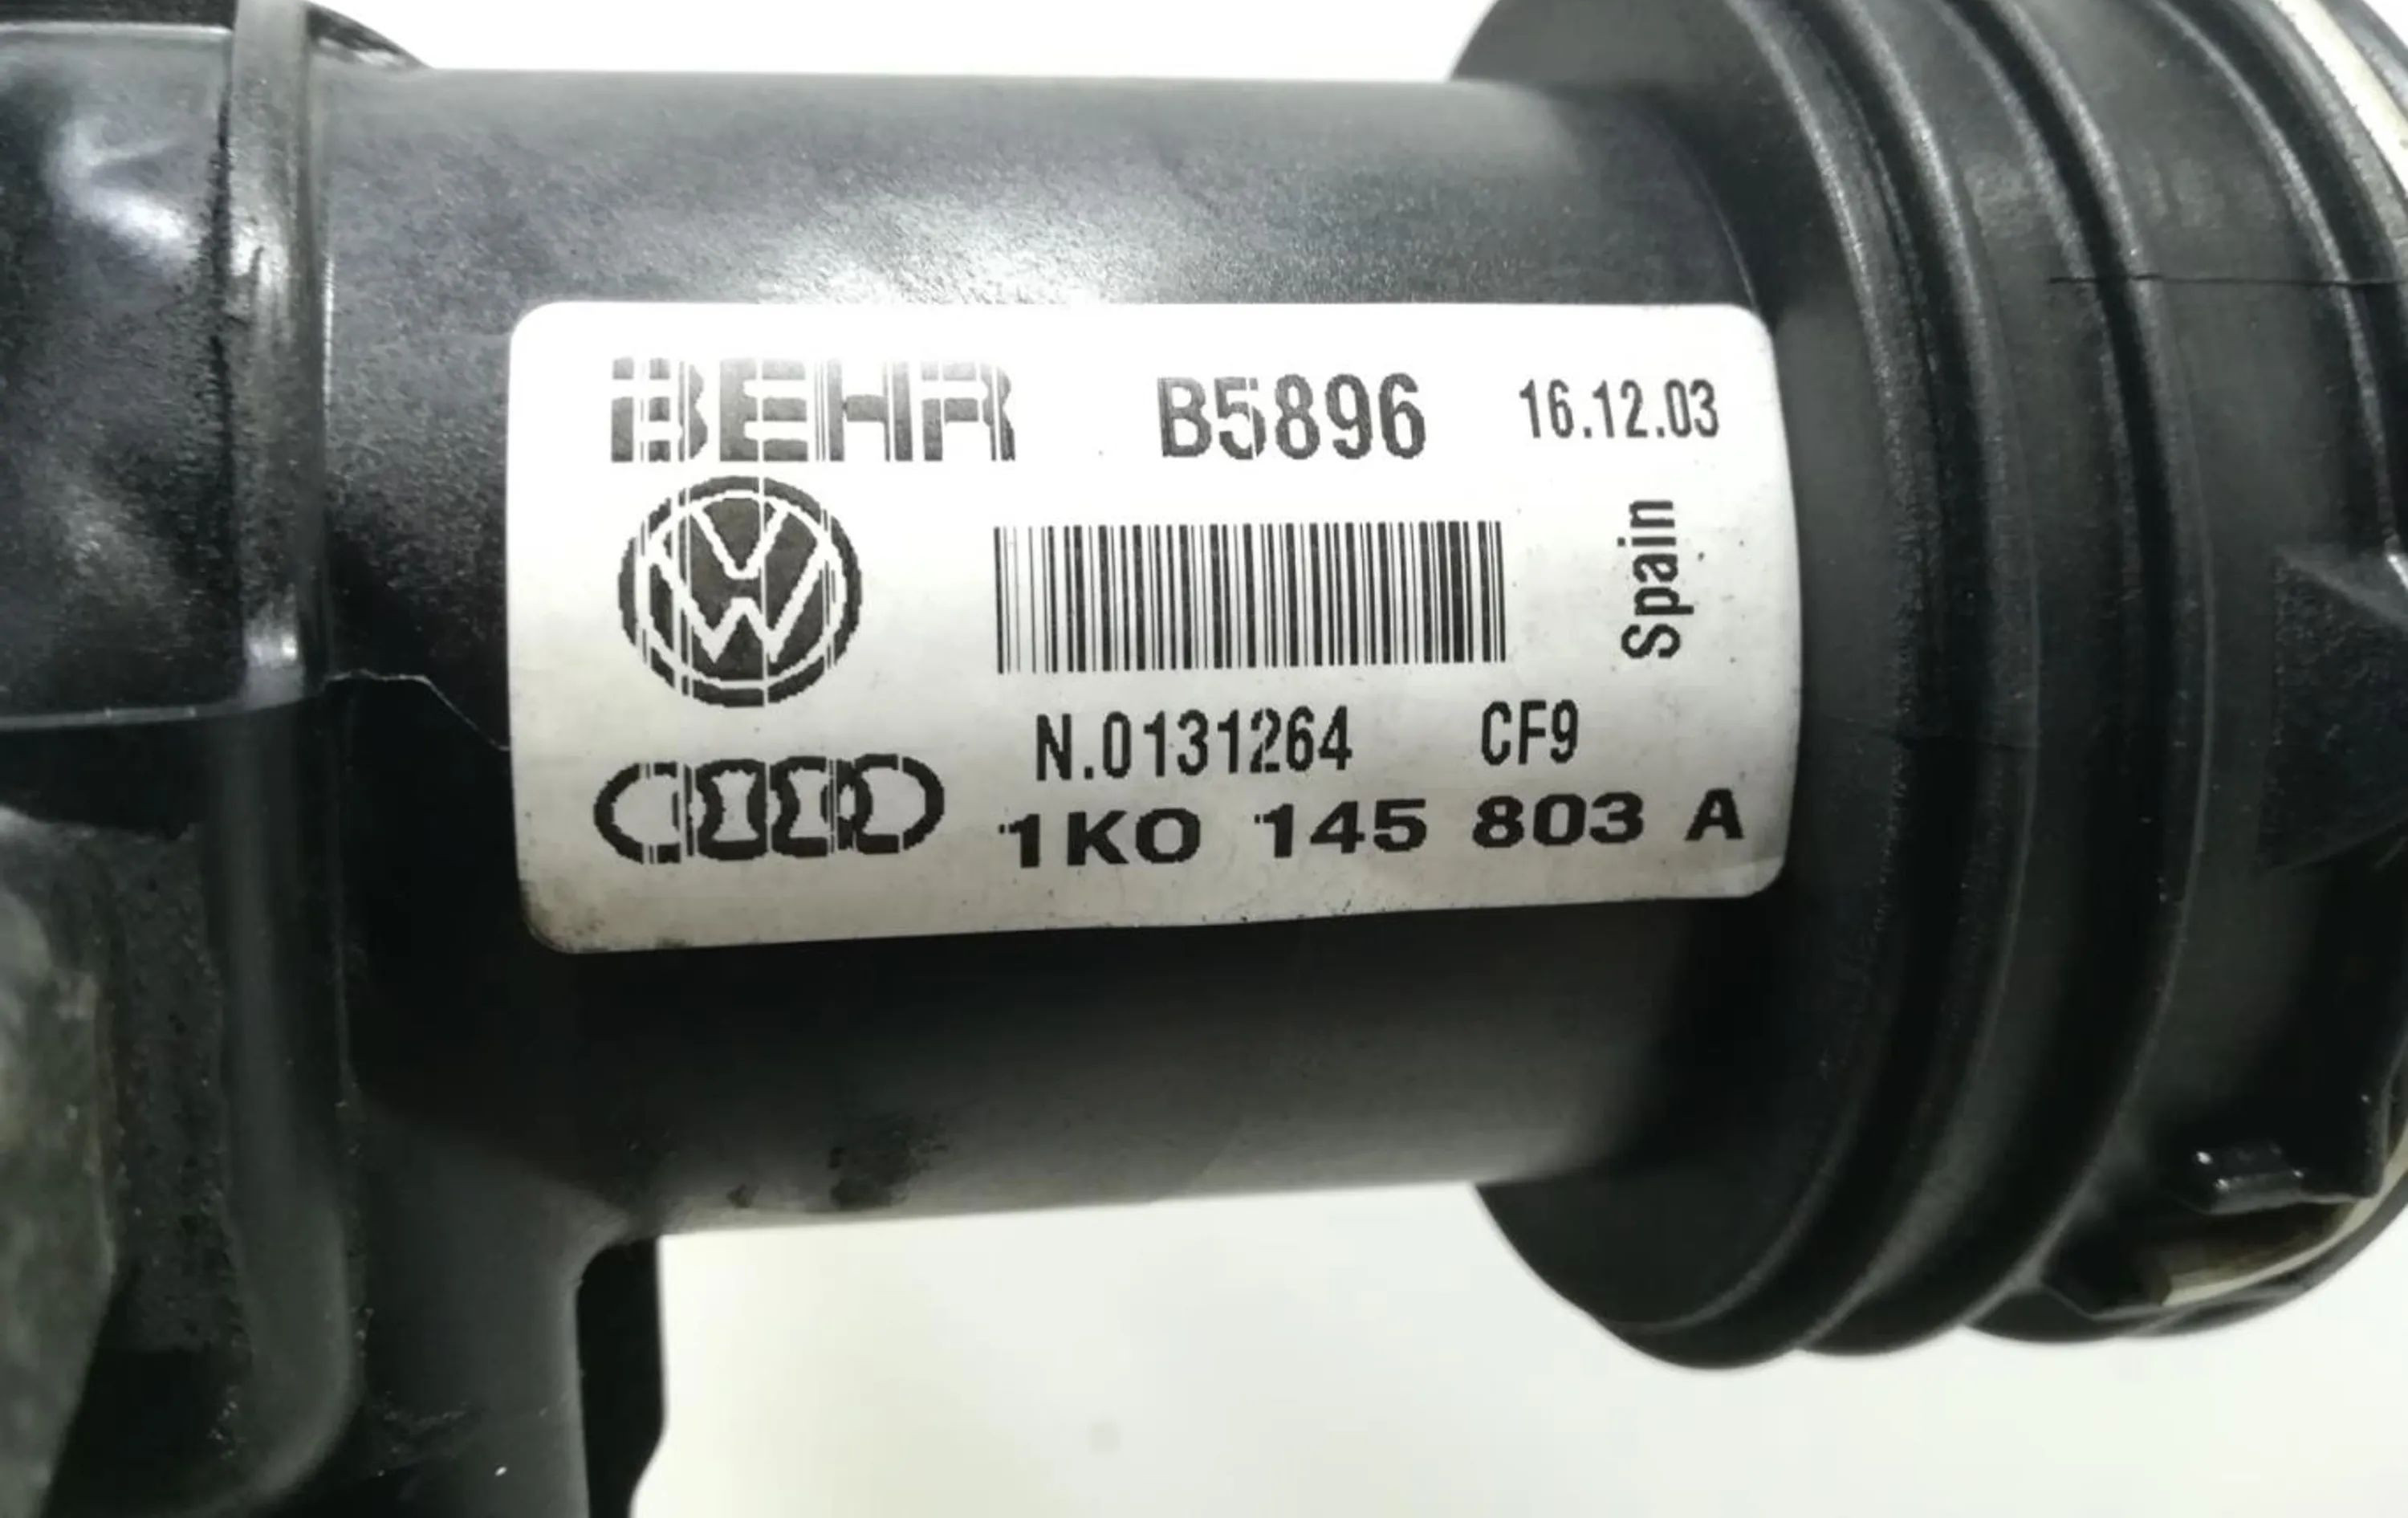 BEHR B5896 16.12.03
Spain
N.0131264 CF9
1K0 145 803 A